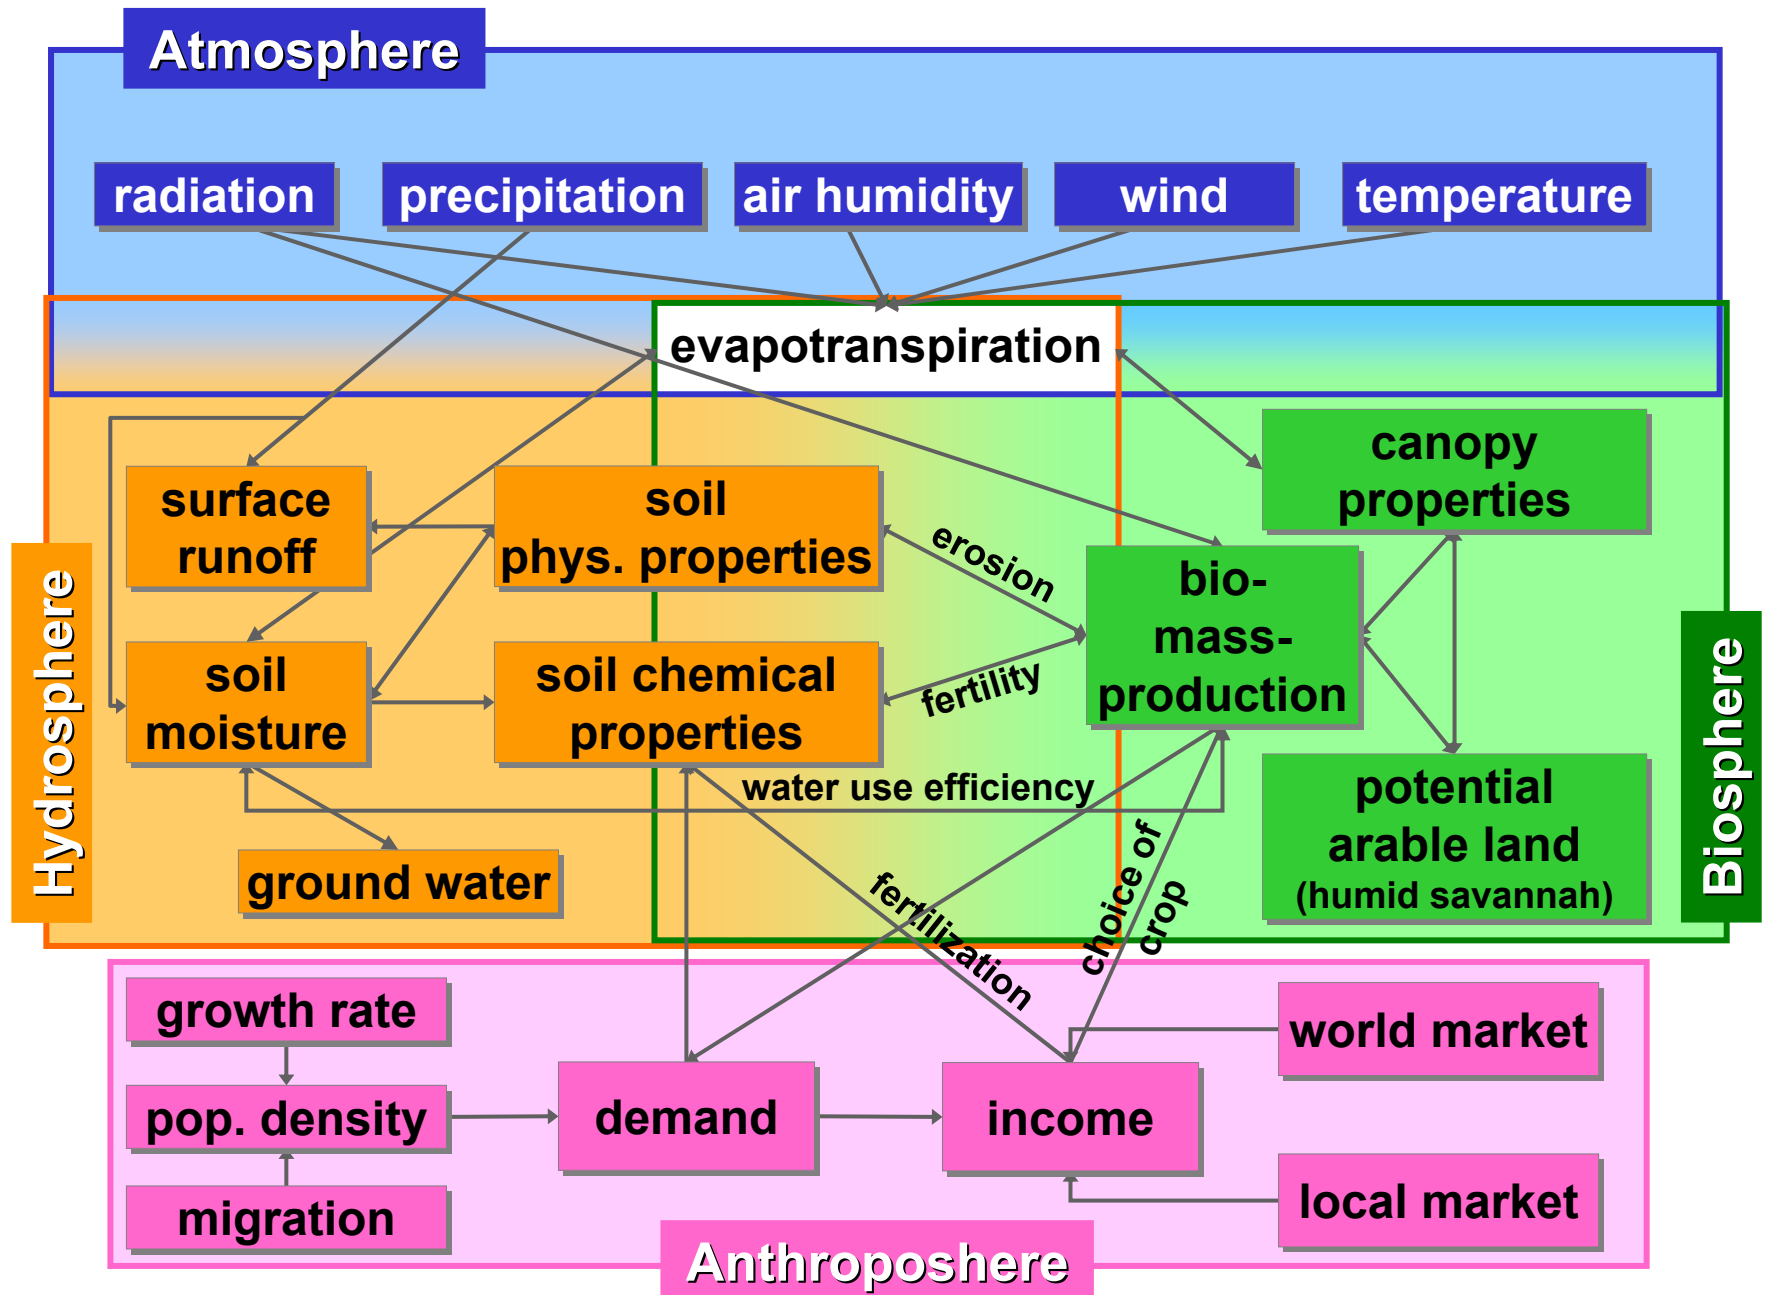 Atmosphere
radiation
precipitation
air humidity
wind
temperature
evapotranspiration
canopy
properties
surface
runoff
soil
phys. properties
erosion
bio-
mass-
production
Hydrosphere
soil
moisture
soil chemical
properties
fertility
Biosphere
water use efficiency
potential
arable land
(humid savannah)
ground water
fertilization
choice of
crop
growth rate
world market
pop. density
demand
income
migration
local market
Anthroposhere